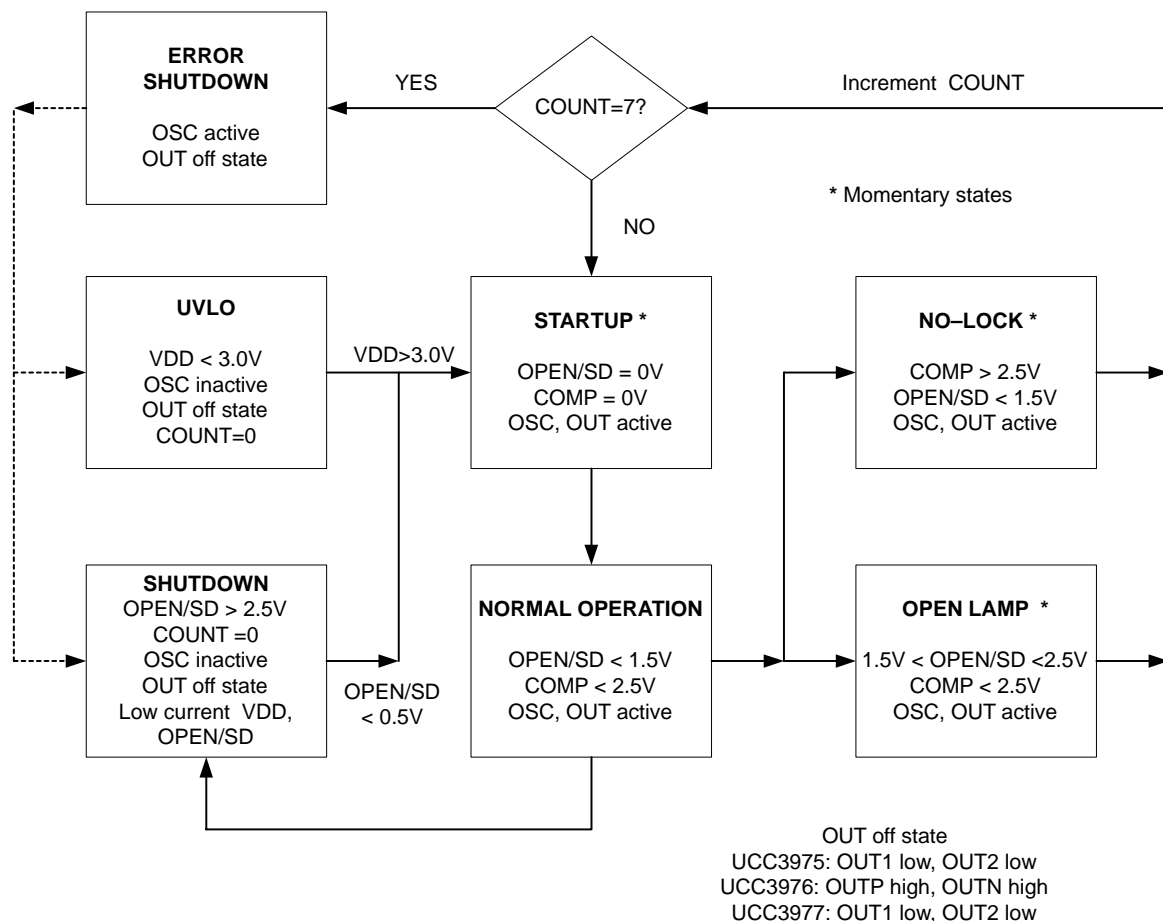 ERROR
SHUTDOWN
OSC active
OUT off state
YES
COUNT=7?
Increment COUNT
* Momentary states
NO
UVLO
VDD < 3.0V
OSC inactive
OUT off state
COUNT=0
VDD>3.0V
STARTUP *
OPEN/SD = 0V
COMP = 0V
OSC, OUT active
NO–LOCK *
COMP > 2.5V
OPEN/SD < 1.5V
OSC, OUT active
SHUTDOWN
OPEN/SD > 2.5V
COUNT =0
OSC inactive
OUT off state
Low current VDD,
OPEN/SD
OPEN/SD
< 0.5V
NORMAL OPERATION
OPEN/SD < 1.5V
COMP < 2.5V
OSC, OUT active
OPEN LAMP *
1.5V < OPEN/SD <2.5V
COMP < 2.5V
OSC, OUT active
OUT off state
UCC3975: OUT1 low, OUT2 low
UCC3976: OUTP high, OUTN high
UCC3977: OUT1 low, OUT2 low